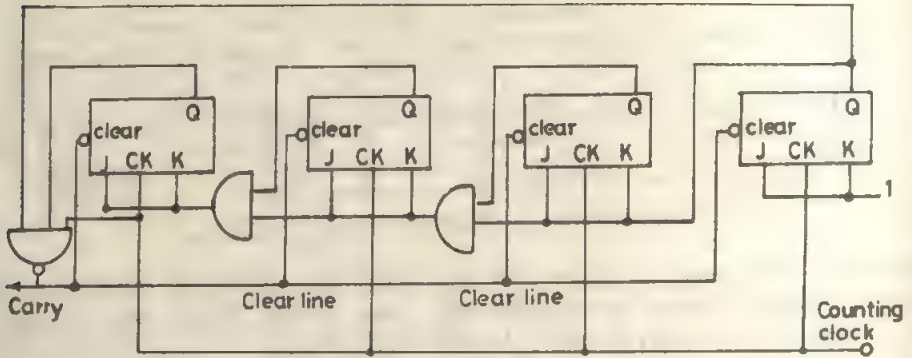 Q Q Q Q
clear clear clear clear
J CK K J CK K J CK K J CK K
1
Carry Clear line Clear line Counting
clock